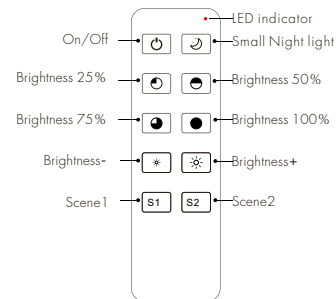 LED indicator
On/Off
Small Night light
Brightness 25%
Brightness 50%
Brightness 75%
Brightness 100%
Brightness-
Brightness+
Scene1
S1
S2
Scene2